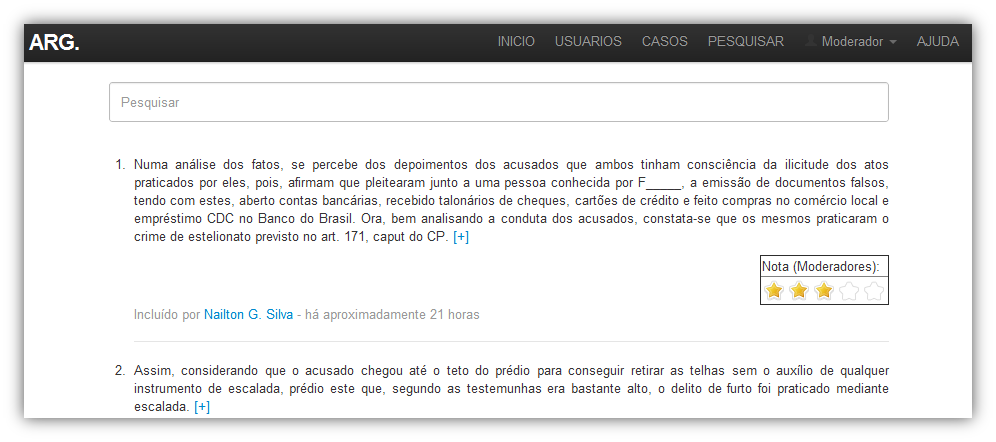 ARG.
INICIO USUARIOS CASOS PESQUISAR Moderador AJUDA
Pesquisar
1. Numa análise dos fatos, se percebe dos depoimentos dos acusados que ambos tinham consciência da ilicitude dos atos
praticados por eles, pois, afirmam que pleitearam junto a uma pessoa conhecida por F_____, a emissão de documentos falsos,
tendo com estes, aberto contas bancárias, recebido talonários de cheques, cartões de crédito e feito compras no comércio local e
empréstimo CDC no Banco do Brasil. Ora, bem analisando a conduta dos acusados, constata-se que os mesmos praticaram o
crime de estelionato previsto no art. 171, caput do CP. [+]
Nota (Moderadores):
Incluído por Nailton G. Silva - há aproximadamente 21 horas
2. Assim, considerando que o acusado chegou até o teto do prédio para conseguir retirar as telhas sem o auxílio de qualquer
instrumento de escalada, prédio este que, segundo as testemunhas era bastante alto, o delito de furto foi praticado mediante
escalada. [+]